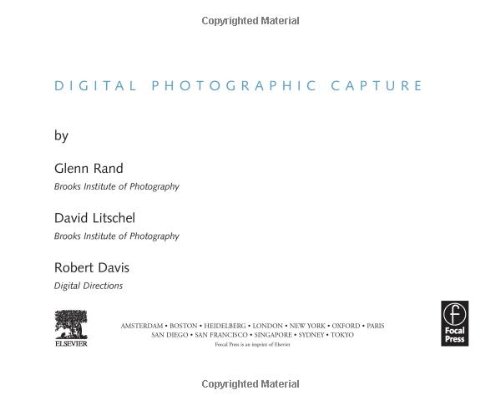 Copyrighted Material
DIGITAL PHOTOGRAPHIC CAPTURE
by
Glenn Rand
Brooks Institute of Photography
David Litschel
Brooks Institute of Photography
Robert Davis
Digital Directions
ELSEVIER
AMSTERDAM • BOSTON • HEIDELBERG • LONDON • NEW YORK • OXFORD • PARIS
SAN DIEGO • SAN FRANCISCO • SINGAPORE • SYDNEY • TOKYO
Focal Press is an imprint of Elsevier
Focal
Press
Copyrighted Material